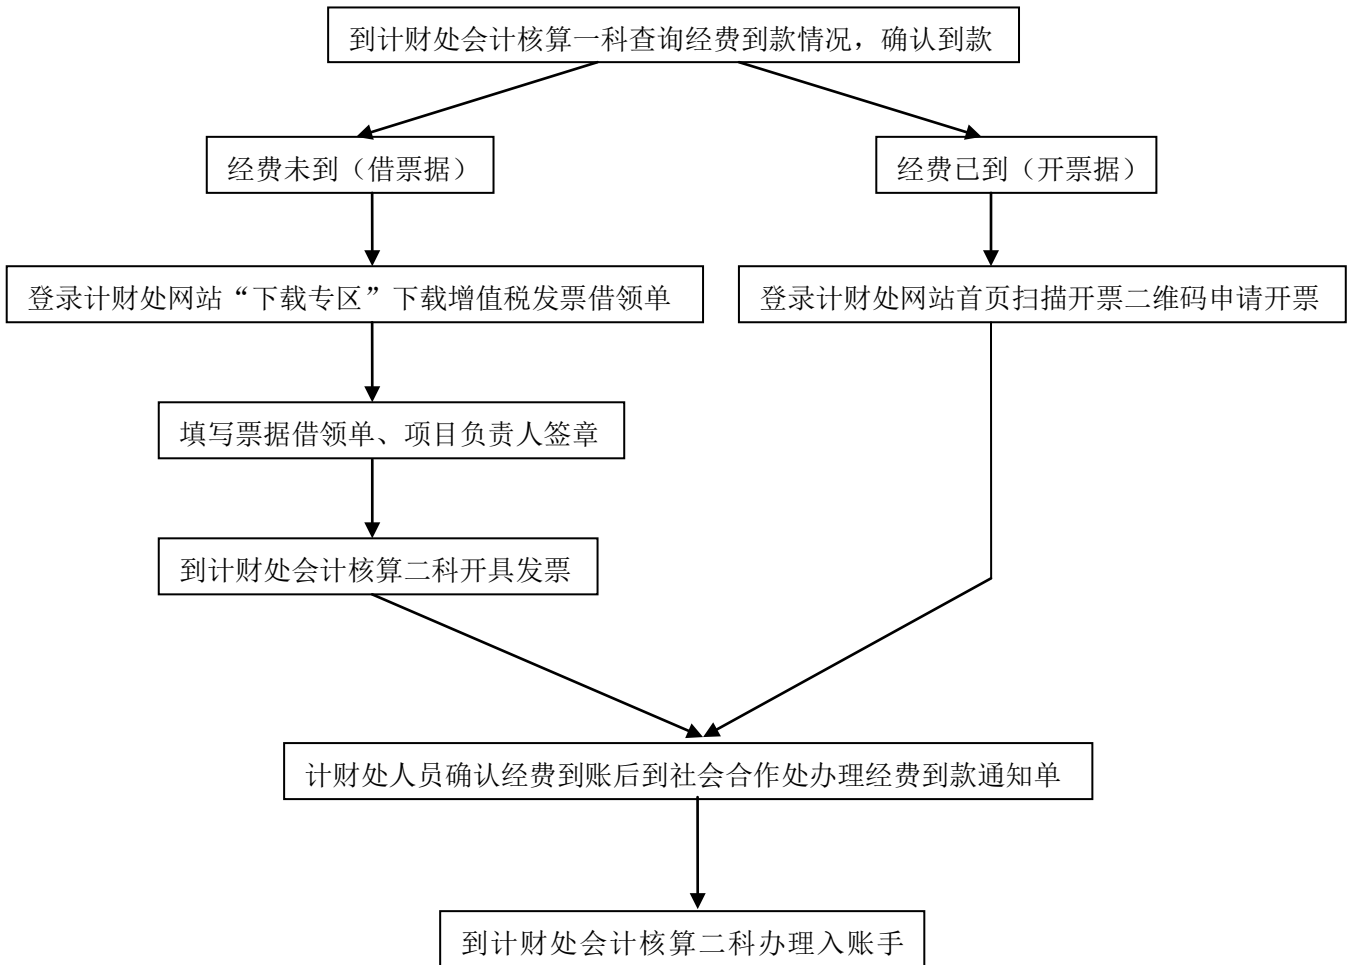 到计财处会计核算一科查询经费到款情况，确认到款
经费未到（借票据）
经费已到（开票据）
登录计财处网站“下载专区”下载增值税发票借领单
登录计财处网站首页扫描开票二维码申请开票
填写票据借领单、项目负责人签章
到计财处会计核算二科开具发票
计财处人员确认经费到账后到社会合作处办理经费到款通知单
到计财处会计核算二科办理入账手